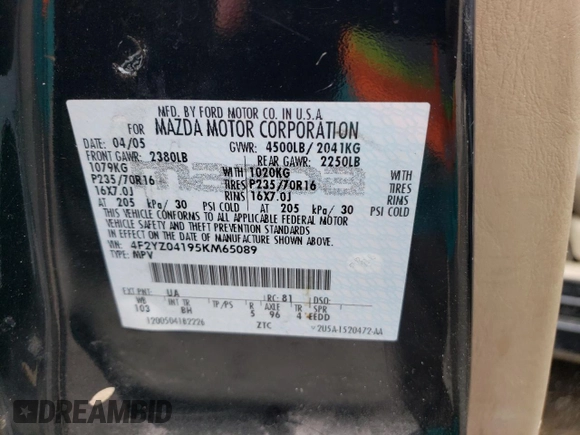 MFD. BY FORD MOTOR CO. IN U.S.A.
FOR MAZDA MOTOR CORPORATION
DATE: 04/05 GVWR: 4500LB/ 2041KG
FRONT GAWR: 2380LB REAR GAWR: 2250LB
1079KG WITH 1020KG WITH
P235/70R16 TIRES P235/70R16 TIRES
16X7.0J RIMS 16X7.0J RIMS
AT 205 kPa/ 30 PSI COLD AT 205 kPa/ 30 PSI COLD
THIS VEHICLE CONFORMS TO ALL APPLICABLE FEDERAL MOTOR
VEHICLE SAFETY AND THEFT PREVENTION STANDARDS
IN EFFECT ON THE DATE OF MANUFACTURE SHOWN ABOVE.
VIN: 4F2YZ04195KM65089
TYPE: MPV
EXT PNT: UA RC: 81 DSO:
WB INT TR TP/PS R AXLE TR SPR
103 BH 5 96 4 EEDD
120050418222б ZTC 2U5A-1520472-AA
DREAMBID